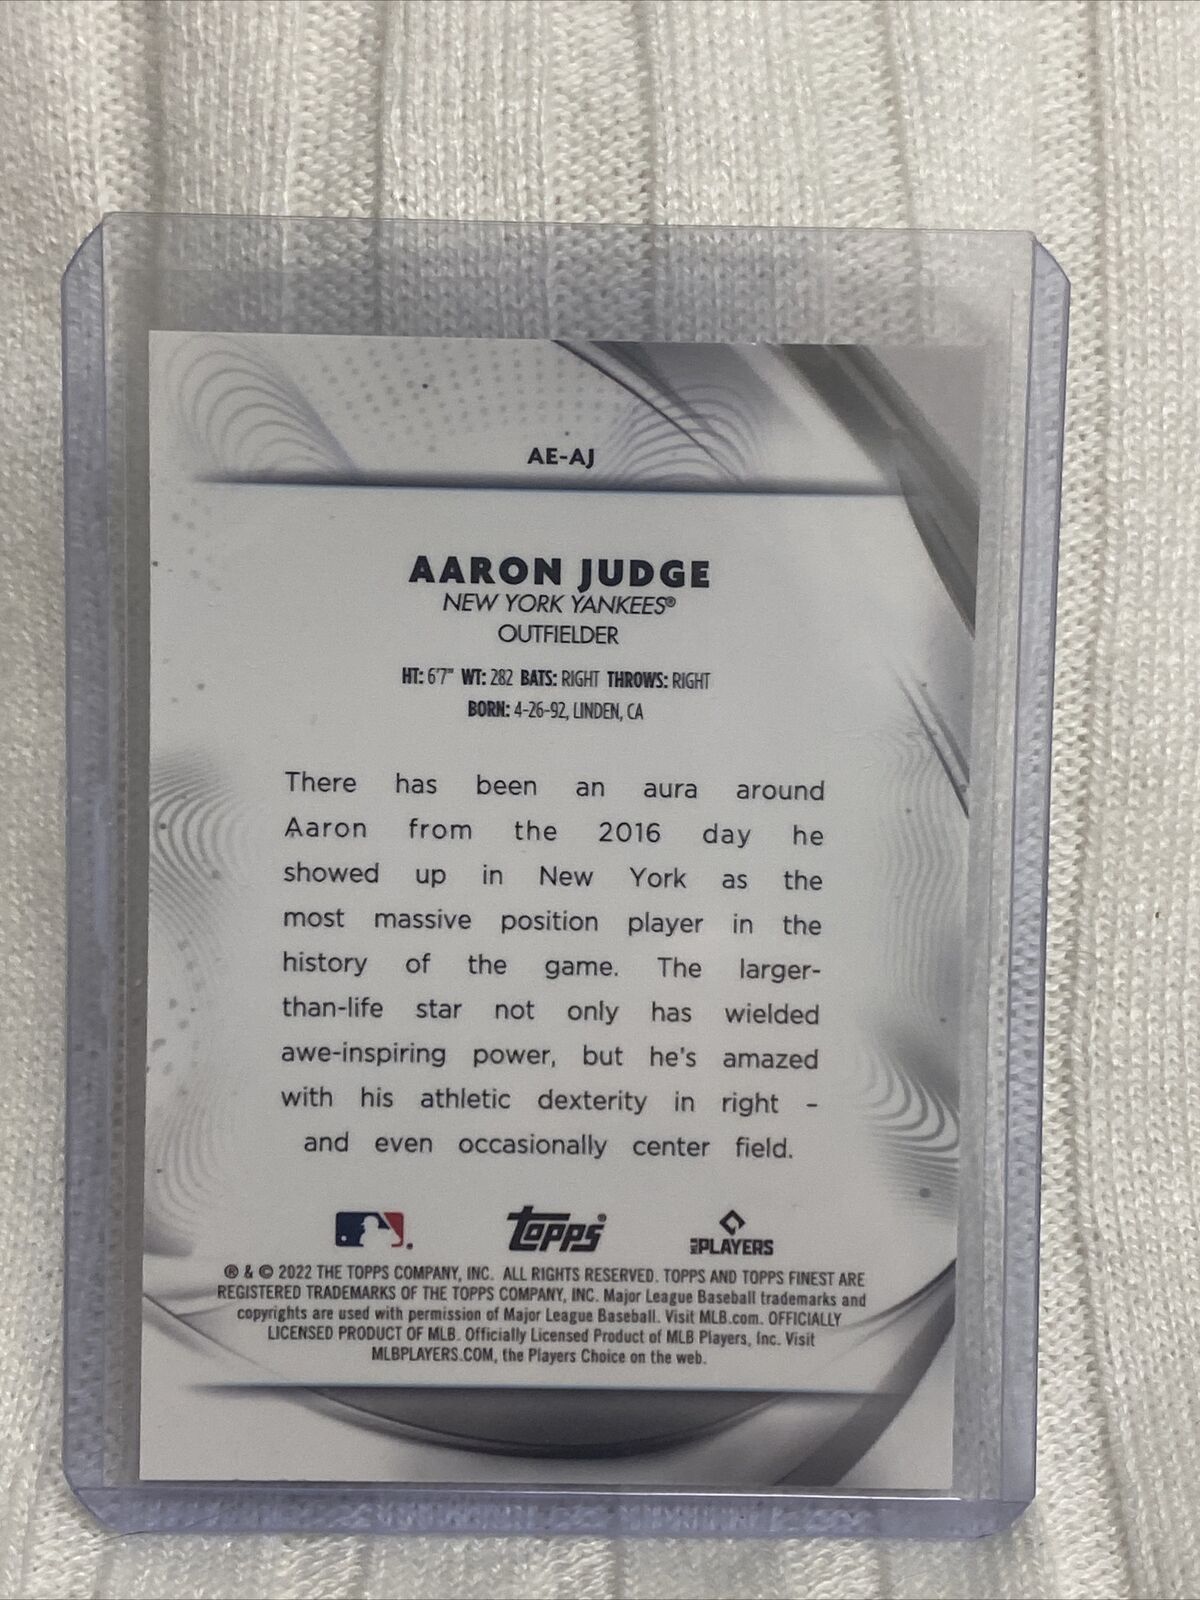 AE-AJ
AARON JUDGE
NEW YORK YANKEES®
OUTFIELDER
HT: 6'7" WT: 282 BATS: RIGHT THROWS: RIGHT
BORN: 4-26-92, LINDEN, CA
There has been an aura around
Aaron from the 2016 day he
showed up in New York as the
most massive position player in the
history of the game. The larger-
than-life star not only has wielded
awe-inspiring power, but he's amazed
with his athletic dexterity in right –
and even occasionally center field.
Topps® PLAYERS
® & © 2022 THE TOPPS COMPANY, INC. ALL RIGHTS RESERVED. TOPPS AND TOPPS FINEST ARE
REGISTERED TRADEMARKS OF THE TOPPS COMPANY, INC. Major League Baseball trademarks and
copyrights are used with permission of Major League Baseball. Visit MLB.com. OFFICIALLY
LICENSED PRODUCT OF MLB. Officially Licensed Product of MLB Players, Inc. Visit
MLBPLAYERS.COM, the Players Choice on the web.